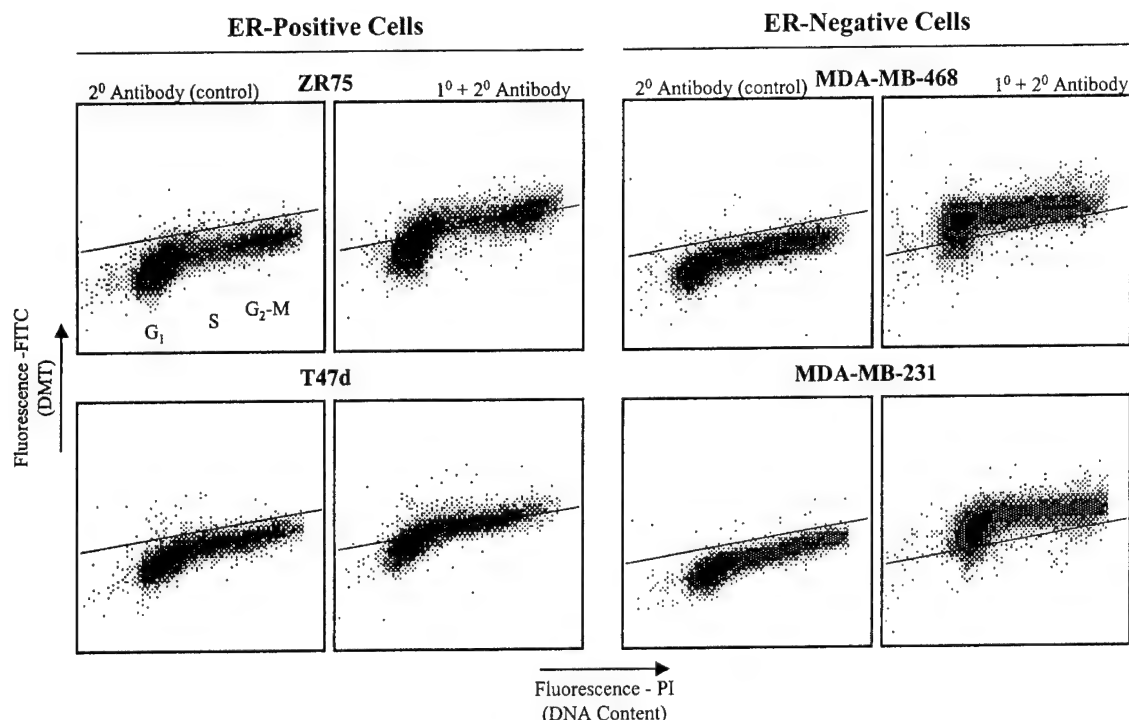 ER-Positive Cells
ER-Negative Cells
2⁰ Antibody (control)
ZR75
1⁰ + 2⁰ Antibody
2⁰ Antibody (control)
MDA-MB-468
1⁰ + 2⁰ Antibody
G₁
S
G₂-M
T47d
MDA-MB-231
Fluorescence -FITC
(DMT)
Fluorescence - PI
(DNA Content)